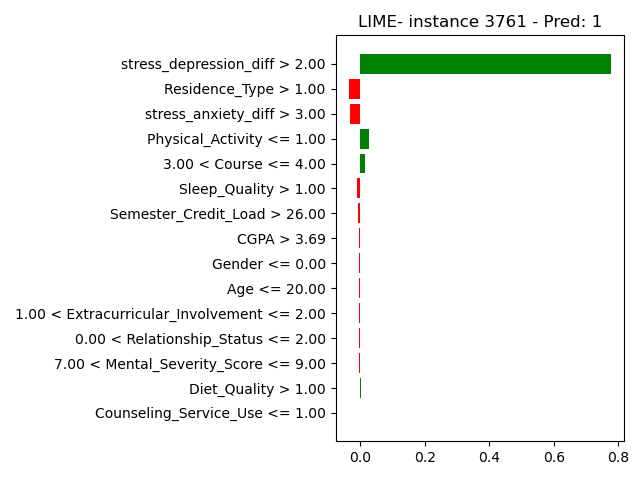 LIME- instance 3761 - Pred: 1
stress_depression_diff > 2.00
Residence_Type > 1.00
stress_anxiety_diff > 3.00
Physical_Activity <= 1.00
3.00 < Course <= 4.00
Sleep_Quality > 1.00
Semester_Credit_Load > 26.00
CGPA > 3.69
Gender <= 0.00
Age <= 20.00
1.00 < Extracurricular_Involvement <= 2.00
0.00 < Relationship_Status <= 2.00
7.00 < Mental_Severity_Score <= 9.00
Diet_Quality > 1.00
Counseling_Service_Use <= 1.00
0.0 0.2 0.4 0.6 0.8